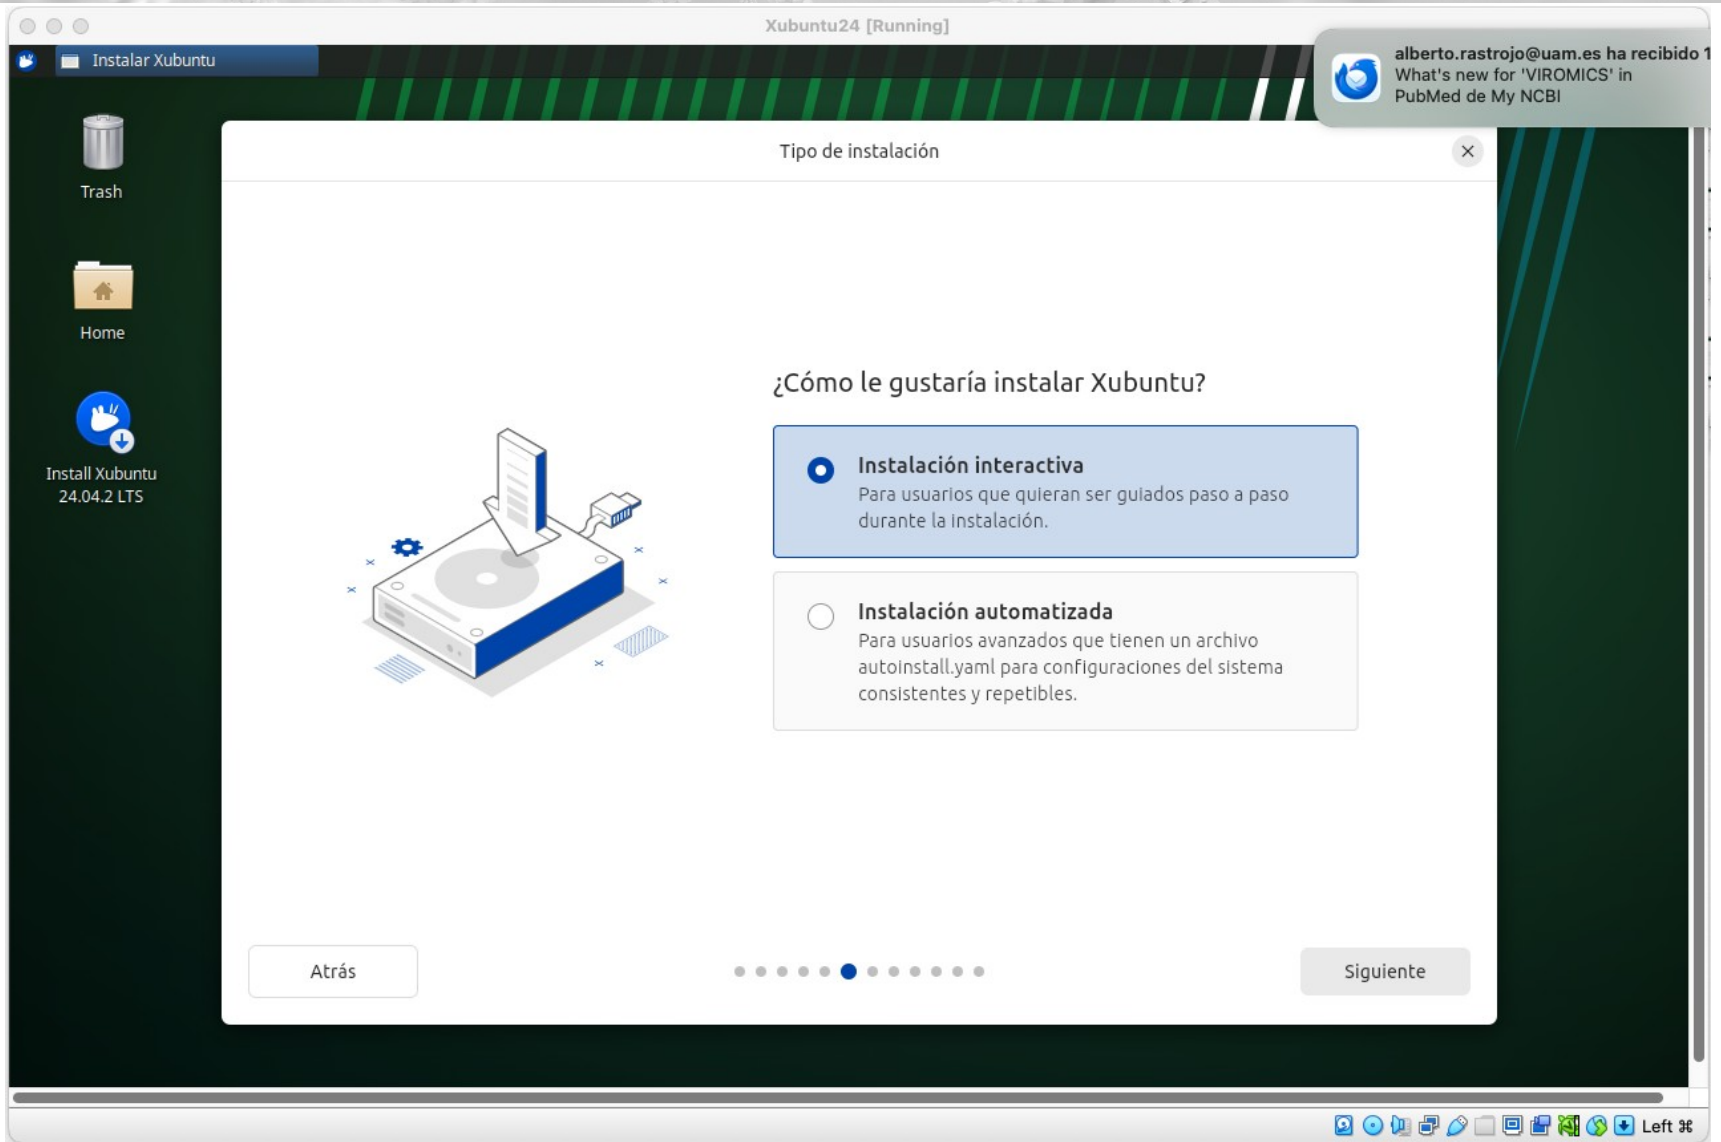 Xubuntu24 [Running]
Instalar Xubuntu
alberto.rastrojo@uam.es ha recibido 1
What's new for 'VIROMICS' in
PubMed de My NCBI
Trash
Home
Install Xubuntu
24.04.2 LTS
Tipo de instalación
¿Cómo le gustaría instalar Xubuntu?
Instalación interactiva
Para usuarios que quieran ser guiados paso a paso
durante la instalación.
Instalación automatizada
Para usuarios avanzados que tienen un archivo
autoinstall.yaml para configuraciones del sistema
consistentes y repetibles.
Atrás
Siguiente
Left ⌘